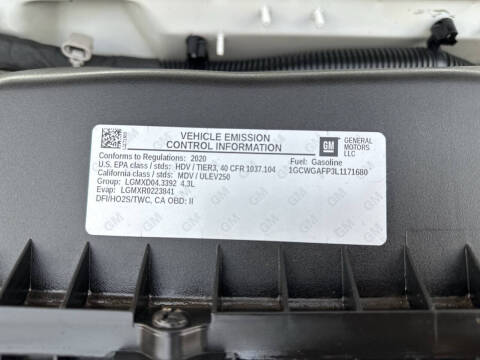 VEHICLE EMISSION
CONTROL INFORMATION
GM
GENERAL
MOTORS
LLC
Conforms to Regulations: 2020
Fuel: Gasoline
U.S. EPA class / stds: HDV / TIER3, 40 CFR 1037.104
1GCWGAFP3L1171680
California class / stds: MDV / ULEV250
Group: LGMXD04.3392 4.3L
Evap: LGMXR0223841
DFI/HO2S/TWC, CA OBD: II